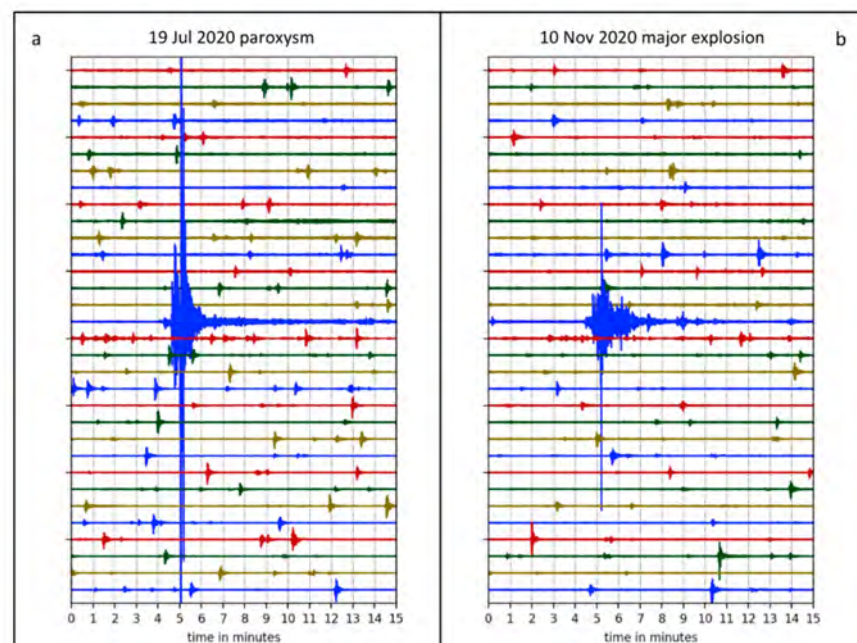 a
19 Jul 2020 paroxysm
0 1 2 3 4 5 6 7 8 9 10 11 12 13 14 15
time in minutes
10 Nov 2020 major explosion
b
0 1 2 3 4 5 6 7 8 9 10 11 12 13 14 15
time in minutes